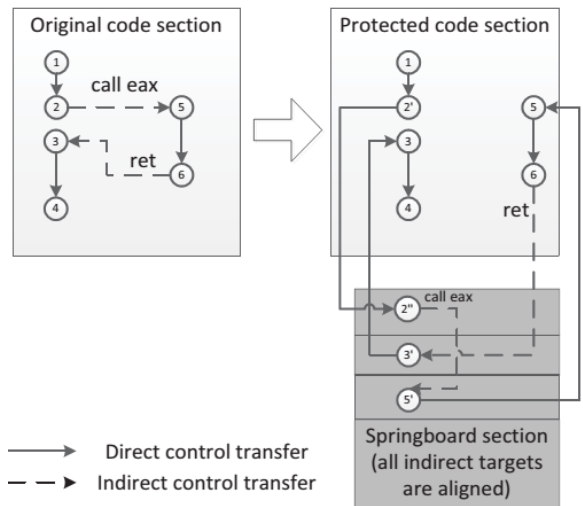 Original code section
1
call eax
2
5
3
ret
6
4
Protected code section
1
2'
5
3
6
ret
4
2"
call eax
3'
5'
Springboard section
(all indirect targets
are aligned)
Direct control transfer
Indirect control transfer